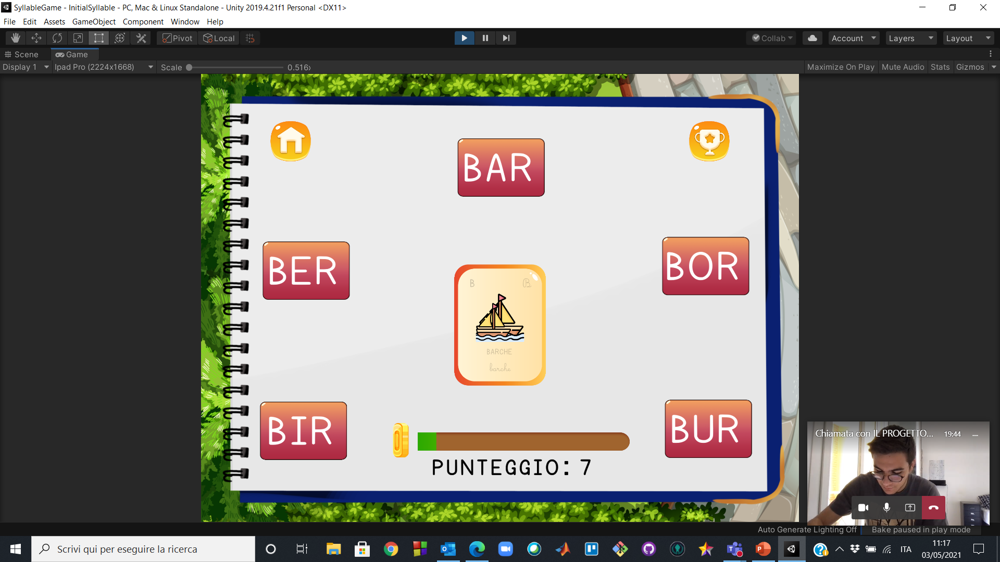 SyllableGame - InitialSyllable - PC, Mac & Linux Standalone - Unity 2019.4.21f1 Personal <DX11>
File Edit Assets GameObject Component Window Help
Pivot Local Collab Account Layers Layout
Scene Game
Display 1 Ipad Pro (2224x1668) Scale 0.516x Maximize On Play Mute Audio Stats Gizmos
BAR
BER BOR
B B
BARCHE
barche
BIR BUR
PUNTEGGIO: 7
Chiamata con IL PROGETTO... 19:44
Auto Generate Lighting Off Bake paused in play mode
Scrivi qui per eseguire la ricerca
ITA
11:17
03/05/2021